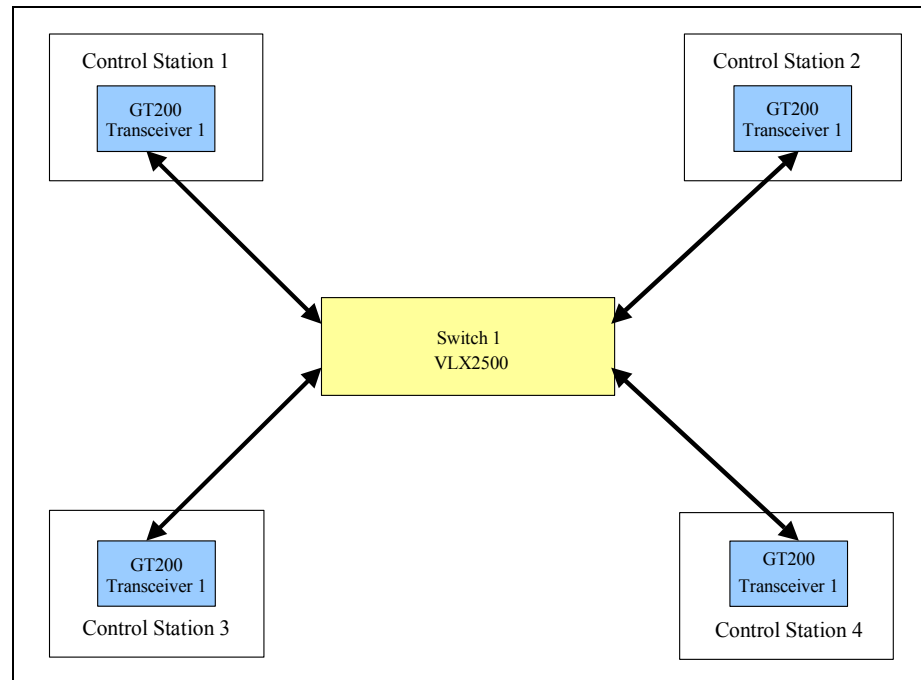 Control Station 1
GT200
Transceiver 1
Control Station 2
GT200
Transceiver 1
Switch 1
VLX2500
GT200
Transceiver 1
Control Station 3
GT200
Transceiver 1
Control Station 4